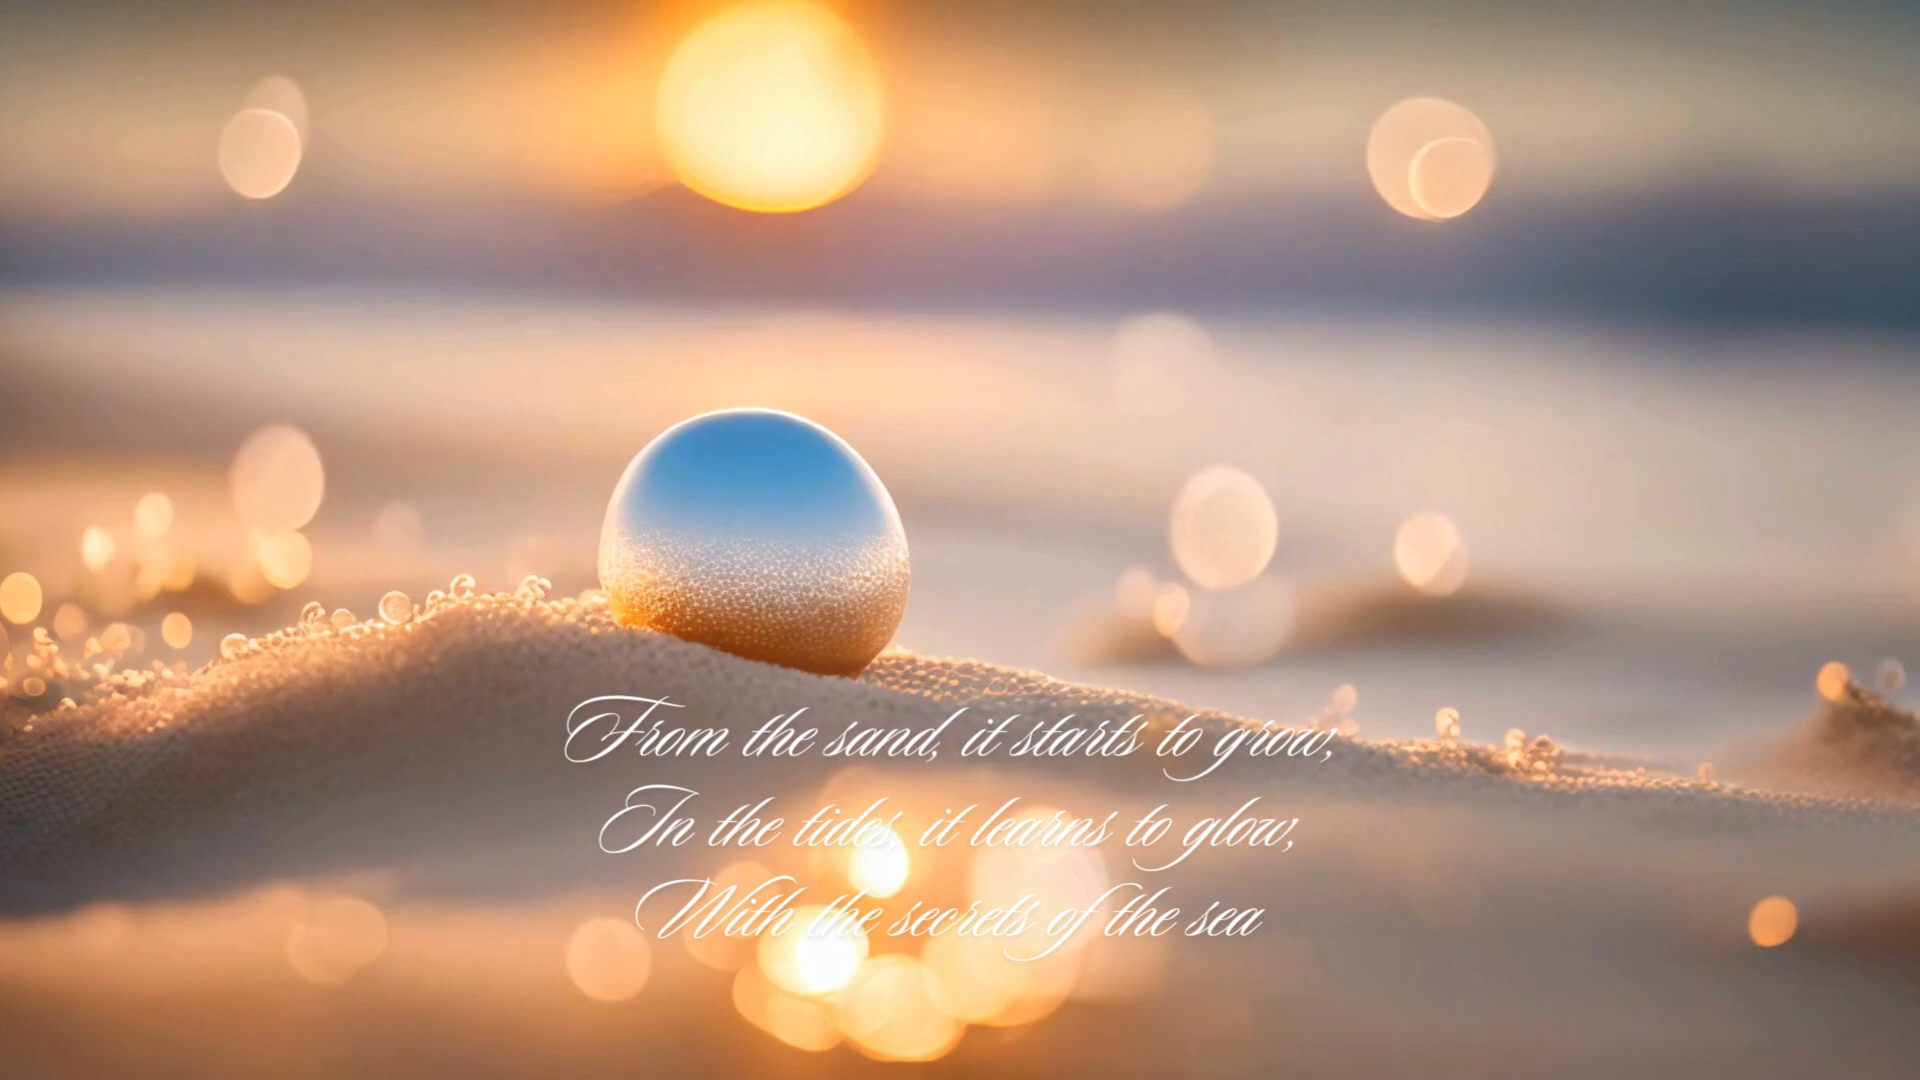 From the sand, it starts to grow,
In the tides, it learns to glow,
With the secrets of the sea